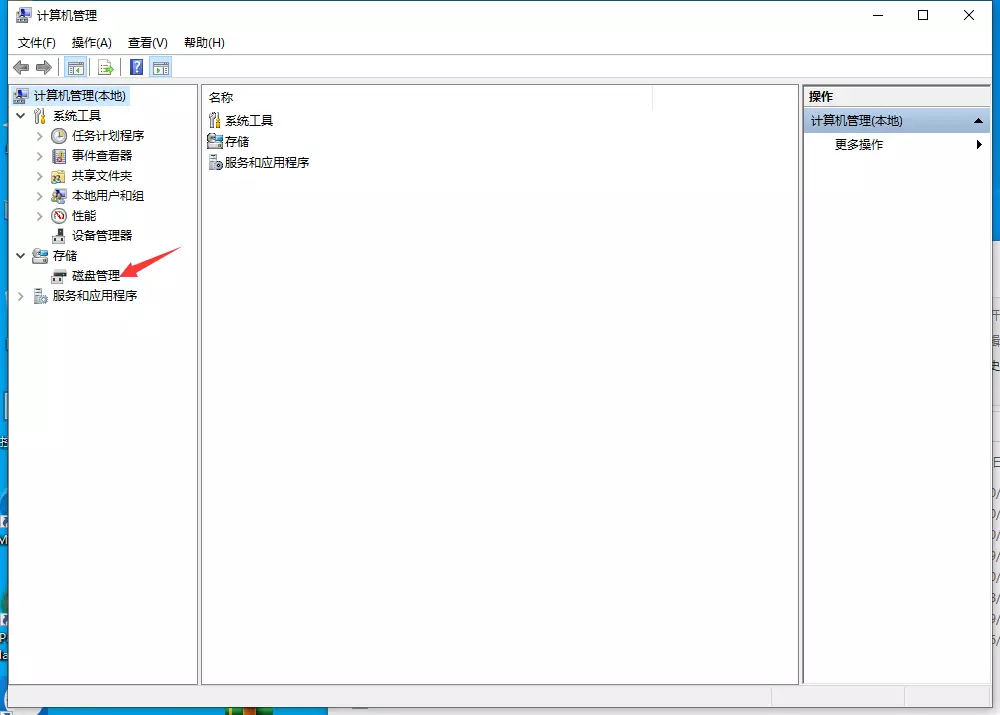 计算机管理
文件(F) 操作(A) 查看(V) 帮助(H)
计算机管理(本地)
系统工具
任务计划程序
事件查看器
共享文件夹
本地用户和组
性能
设备管理器
存储
磁盘管理
服务和应用程序
名称
系统工具
存储
服务和应用程序
操作
计算机管理(本地)
更多操作